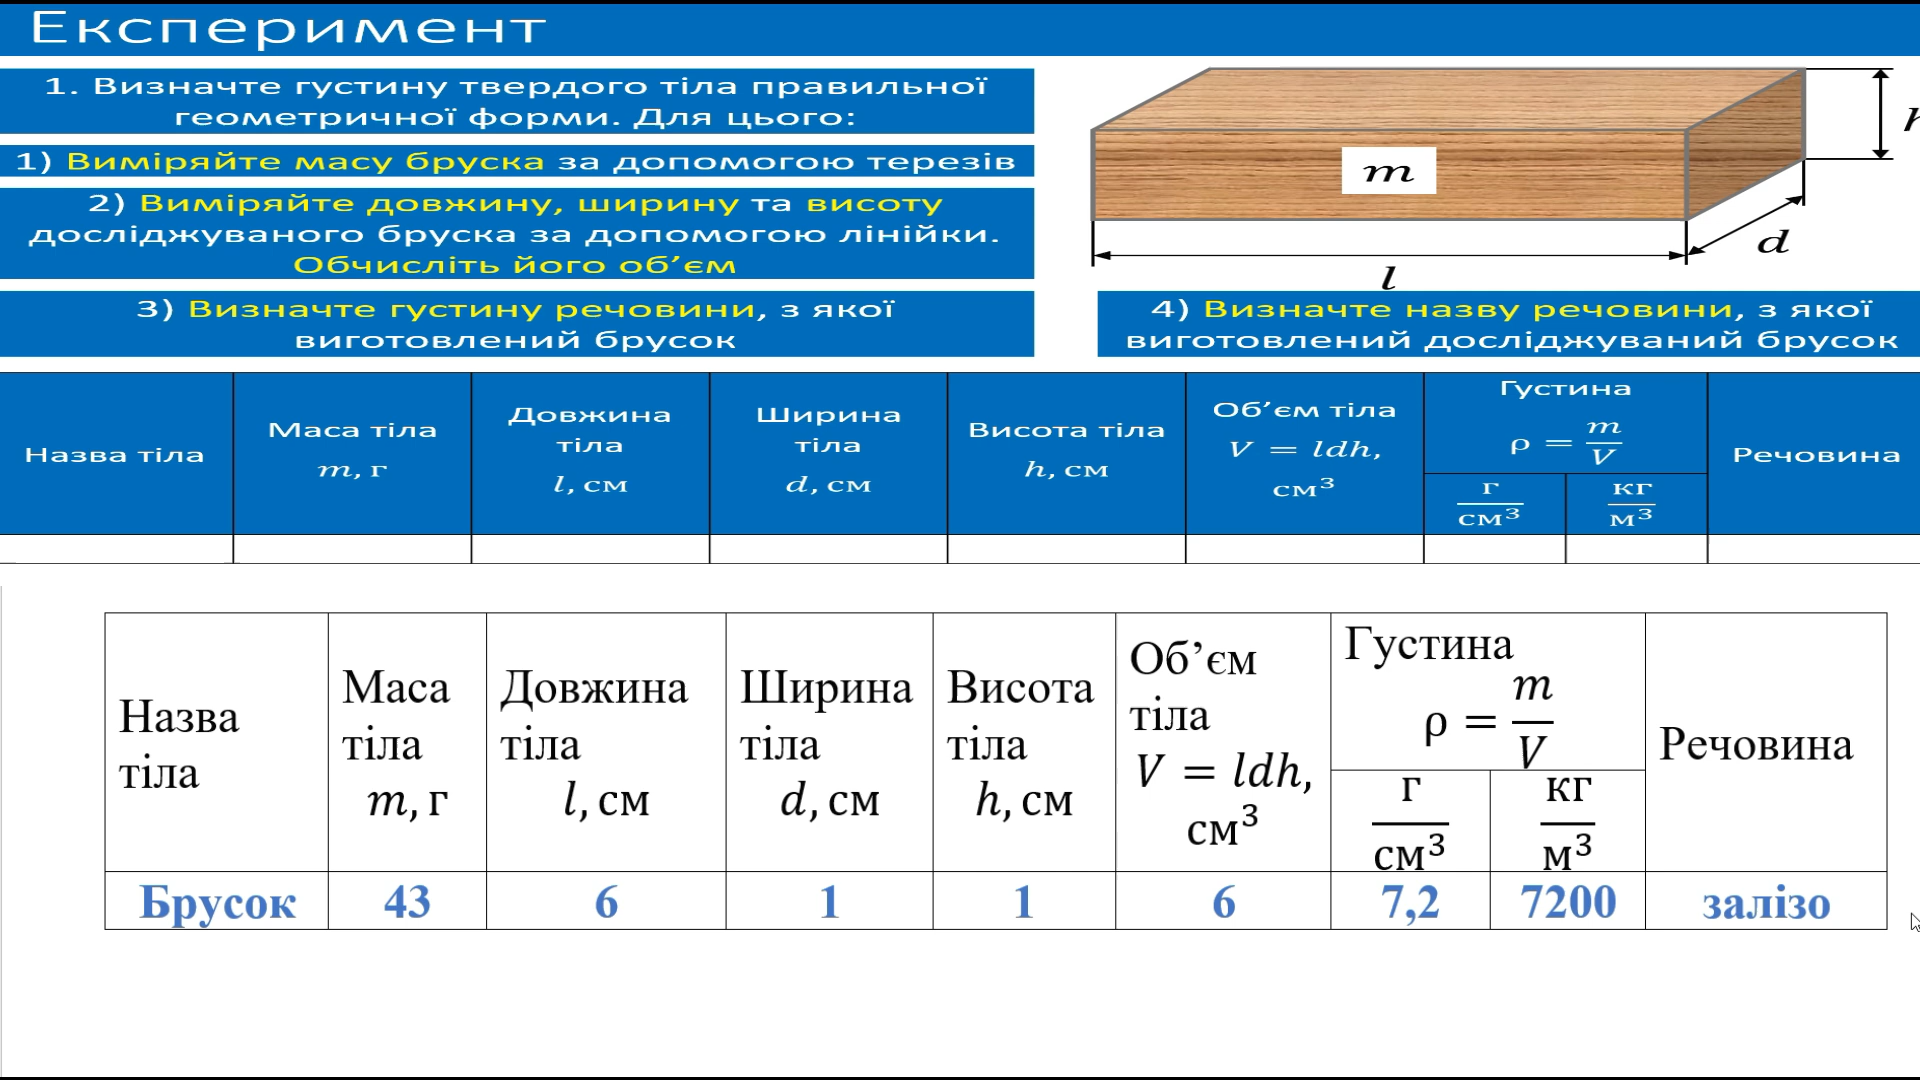 Експеримент
1. Визначте густину твердого тіла правильної
геометричної форми. Для цього:
1) Виміряйте масу бруска за допомогою терезів
2) Виміряйте довжину, ширину та висоту
досліджуваного бруска за допомогою лінійки.
Обчисліть його об’єм
3) Визначте густину речовини, з якої
виготовлений брусок
m
h
d
l
4) Визначте назву речовини, з якої
виготовлений досліджуваний брусок
Назва тіла
Маса тіла
m, г
Довжина
тіла
l, см
Ширина
тіла
d, см
Висота тіла
h, см
Об’єм тіла
V = ldh,
см³
Густина
ρ = m/V
г/см³
кг/м³
Речовина
Назва
тіла
Маса
тіла
m, г
Довжина
тіла
l, см
Ширина
тіла
d, см
Висота
тіла
h, см
Об’єм
тіла
V = ldh,
см³
Густина
ρ = m/V
г/см³
кг/м³
Речовина
Брусок 43 6 1 1 6 7,2 7200 залізо